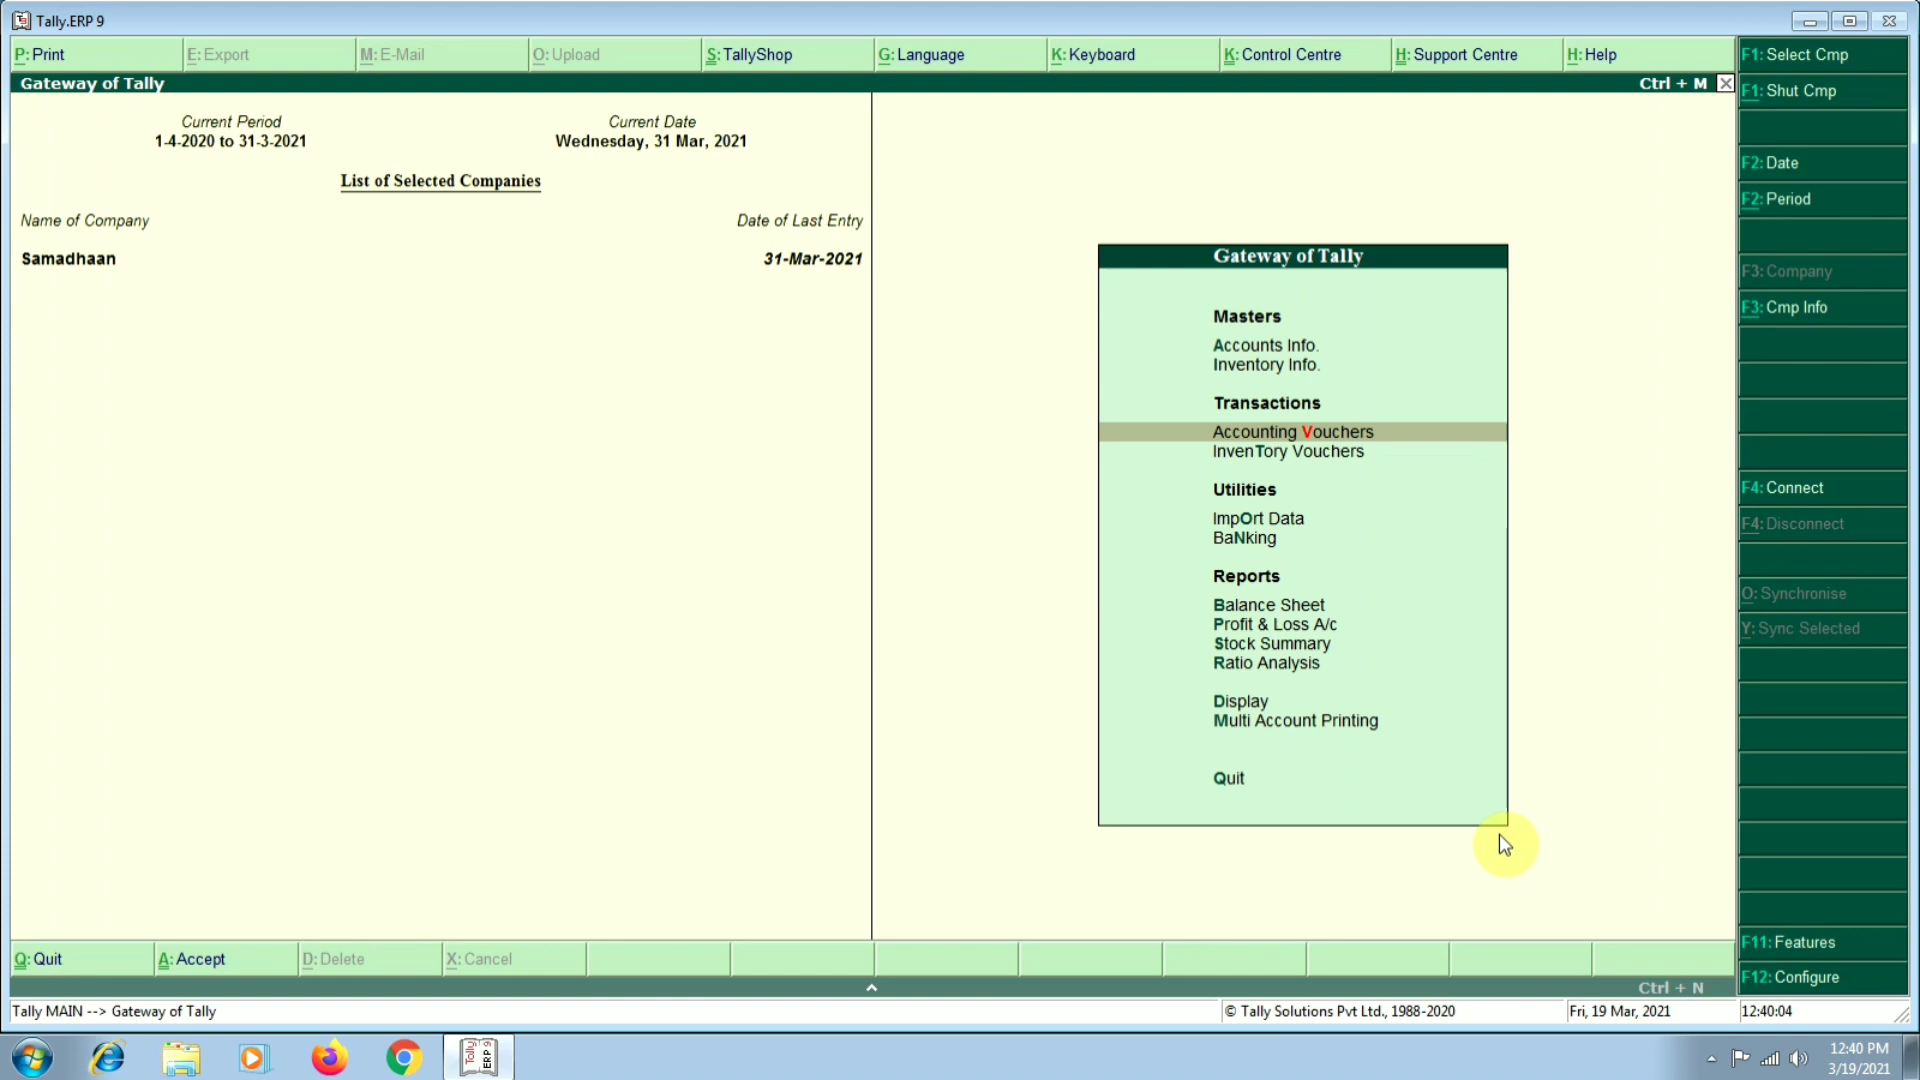 Tally.ERP 9
P: Print
E: Export
M: E-Mail
O: Upload
S: TallyShop
G: Language
K: Keyboard
K: Control Centre
H: Support Centre
H: Help
Gateway of Tally
Ctrl + M
Current Period
1-4-2020 to 31-3-2021
Current Date
Wednesday, 31 Mar, 2021
List of Selected Companies
Name of Company
Date of Last Entry
Samadhaan
31-Mar-2021
Gateway of Tally
Masters
Accounts Info.
Inventory Info.
Transactions
Accounting Vouchers
InvenTory Vouchers
Utilities
ImpOrt Data
BaNking
Reports
Balance Sheet
Profit & Loss A/c
Stock Summary
Ratio Analysis
Display
Multi Account Printing
Quit
F1: Select Cmp
F1: Shut Cmp
F2: Date
F2: Period
F3: Company
F3: Cmp Info
F4: Connect
F4: Disconnect
O: Synchronise
Y: Sync Selected
F11: Features
F12: Configure
Q: Quit
A: Accept
D: Delete
X: Cancel
Ctrl + N
Tally MAIN --> Gateway of Tally
© Tally Solutions Pvt Ltd., 1988-2020
Fri, 19 Mar, 2021
12:40:04
Tally
ERP 9
12:40 PM
3/19/2021